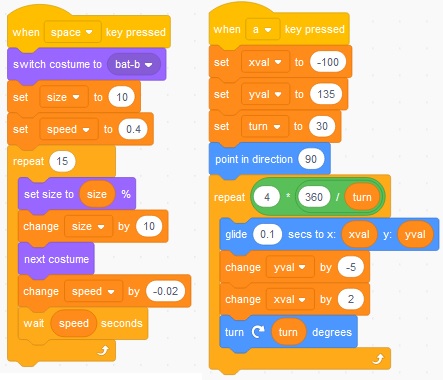 when space key pressed
switch costume to bat-b
set size to 10
set speed to 0.4
repeat 15
set size to size %
change size by 10
next costume
change speed by -0.02
wait speed seconds
when a key pressed
set xval to -100
set yval to 135
set turn to 30
point in direction 90
repeat 4 * 360 / turn
glide 0.1 secs to x: xval y: yval
change yval by -5
change xval by 2
turn turn degrees